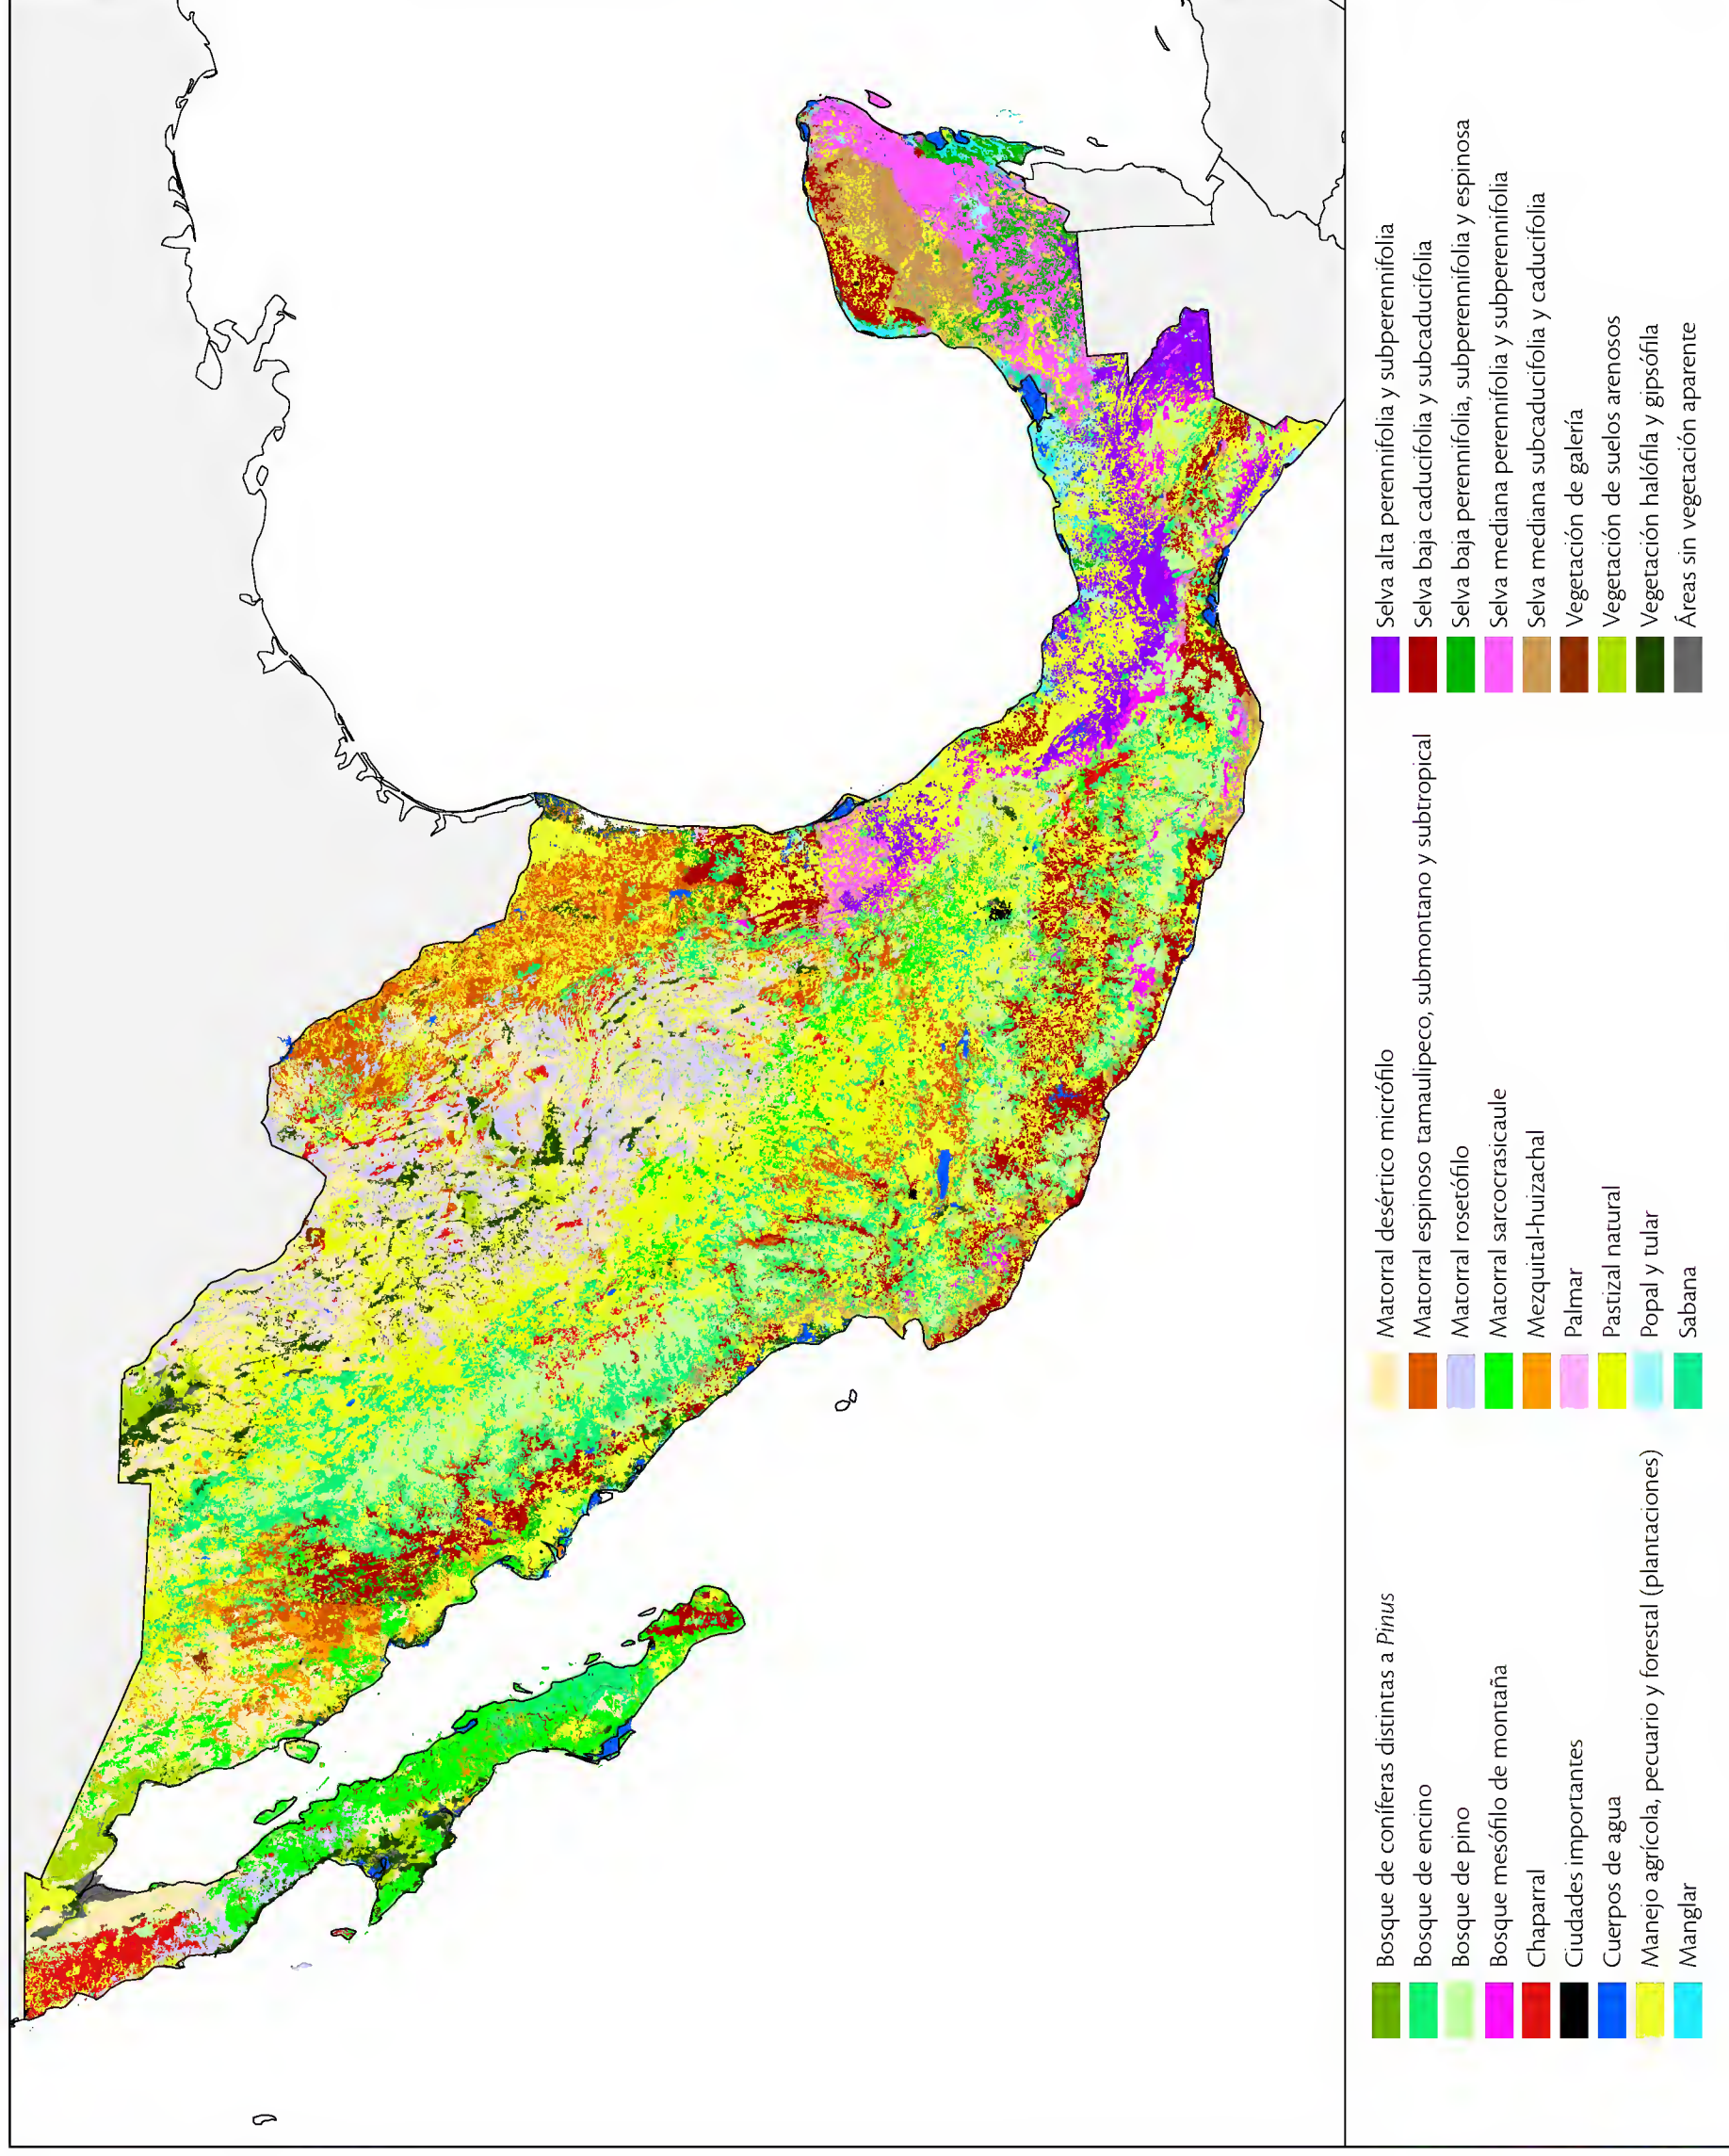 Bosque de coníferas distintas a Pinus
Bosque de encino
Bosque de pino
Bosque mesófilo de montaña
Chaparral
Ciudades importantes
Cuerpos de agua
Manejo agrícola, pecuario y forestal (plantaciones)
Manglar
Matorral desértico micrófilo
Matorral espinoso tamaulipeco, submontano y subtropical
Matorral rosetófilo
Matorral sarcocrasicaule
Mezquital-huizachal
Palmar
Pastizal natural
Popal y tular
Sabana
Selva alta perennifolia y subperennifolia
Selva baja caducifolia y subcaducifolia
Selva baja perennifolia, subperennifolia y espinosa
Selva mediana perennifolia y subperennifolia
Selva mediana subcaducifolia y caducifolia
Vegetación de galería
Vegetación de suelos arenosos
Vegetación halófila y gipsófila
Áreas sin vegetación aparente